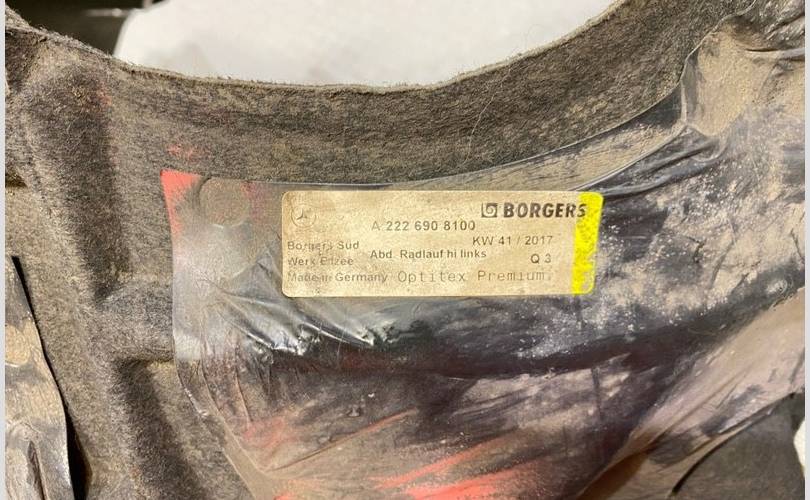 BORGERS
A 222 690 8100
KW 41 / 2017
Borgers Süd
Abd. Radlauf hi links
Q 3
Werk
Made in Germany
Optitex Premium.